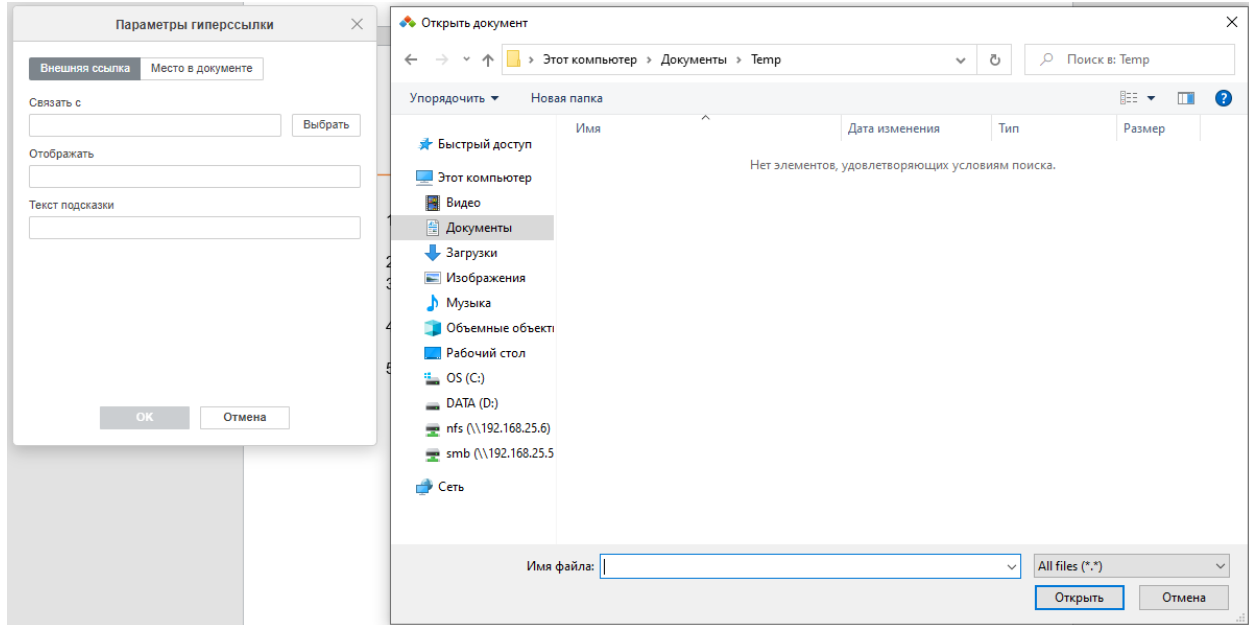 Параметры гиперссылки
Внешняя ссылка
Место в документе
Связать с
Выбрать
Отображать
Текст подсказки
ОК
Отмена
Открыть документ
Этот компьютер › Документы › Temp
Поиск в: Temp
Упорядочить
Новая папка
Имя
Дата изменения
Тип
Размер
Нет элементов, удовлетворяющих условиям поиска.
Быстрый доступ
Этот компьютер
Видео
Документы
Загрузки
Изображения
Музыка
Объемные объект
Рабочий стол
OS (C:)
DATA (D:)
nfs (\\192.168.25.6)
smb (\\192.168.25.5
Сеть
Имя файла:
All files (*.*)
Открыть
Отмена